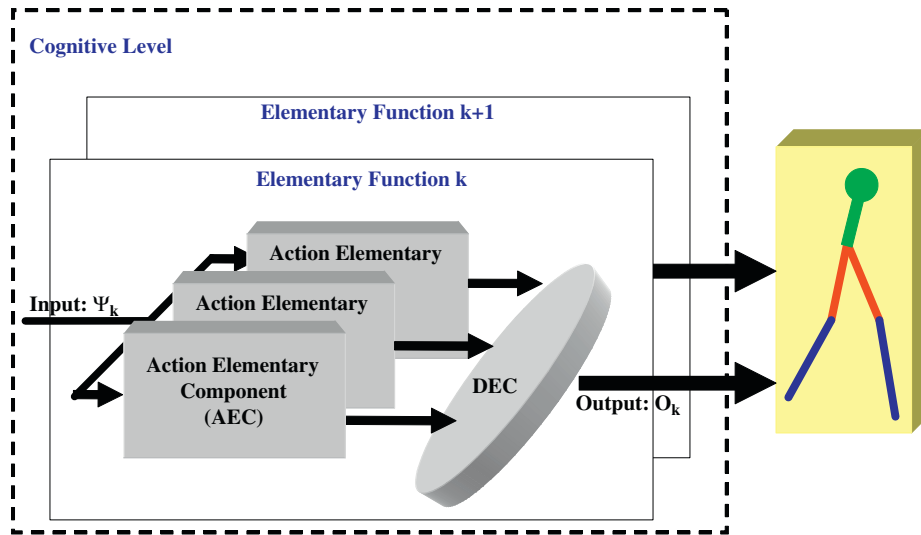 Cognitive Level
Elementary Function k+1
Elementary Function k
Action Elementary
Action Elementary
Input: Ψk
Action Elementary
Component
(AEC)
DEC
Output: Ok